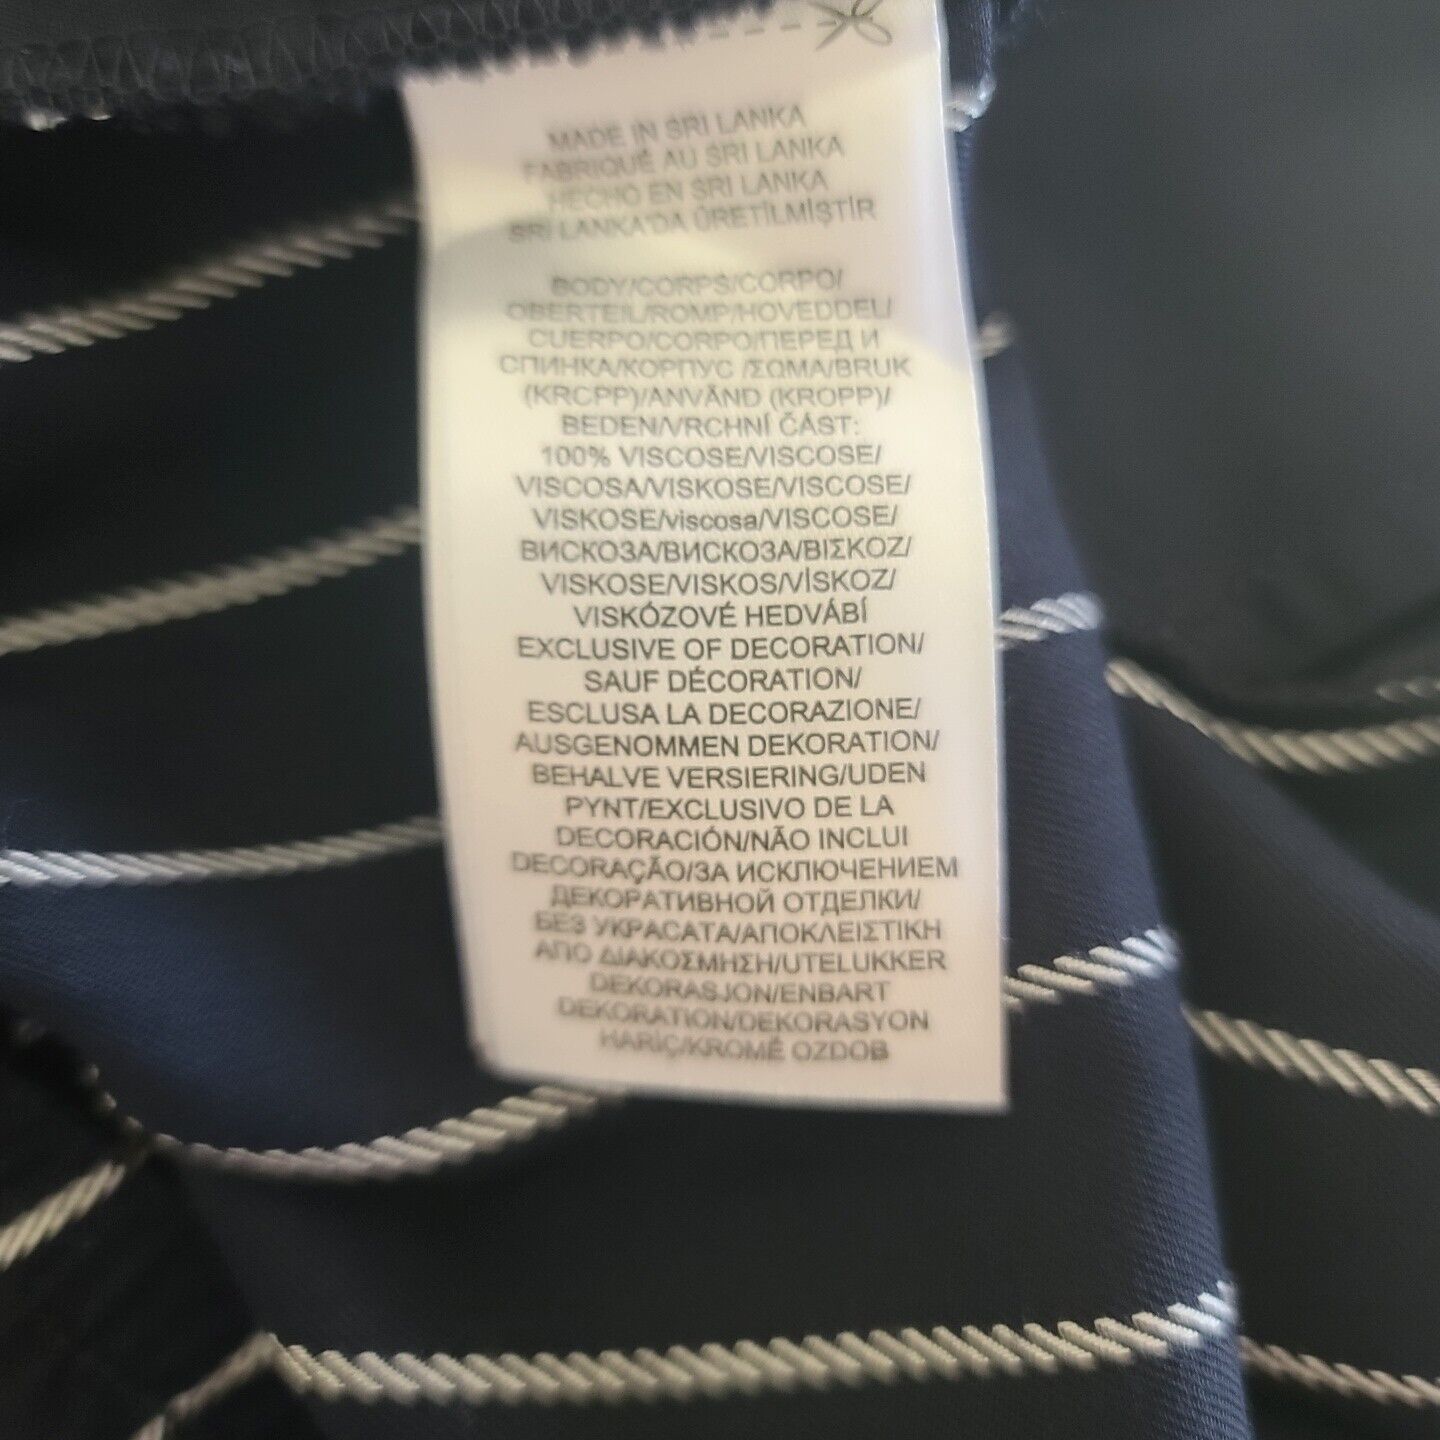 MADE IN SRI LANKA
FABRIQUÉ AU SRI LANKA
HECHO EN SRI LANKA
SRİ LANKA'DA ÜRETİLMİŞTİR
BODY/CORPS/CORPO/
OBERTEIL/ROMP/HOVEDDEL/
CUERPO/CORPO/ПЕРЕД И
СПИНКА/КОРПУС /ΣΩΜΑ/BRUK
(KRCPP)/ANVÄND (KROPP)/
BEDEN/VRCHNÍ ČÁST:
100% VISCOSE/VISCOSE/
VISCOSA/VISKOSE/VISCOSE/
VISKOSE/viscosa/VISCOSE/
ВИСКОЗА/ВИСКОЗА/ΒΙΣΚΟΖ/
VISKOSE/VISKOS/VİSKOZ/
VISKÓZOVÉ HEDVÁBÍ
EXCLUSIVE OF DECORATION/
SAUF DÉCORATION/
ESCLUSA LA DECORAZIONE/
AUSGENOMMEN DEKORATION/
BEHALVE VERSIERING/UDEN
PYNT/EXCLUSIVO DE LA
DECORACIÓN/NÃO INCLUI
DECORAÇÃO/ЗА ИСКЛЮЧЕНИЕМ
ДЕКОРАТИВНОЙ ОТДЕЛКИ/
БЕЗ УКРАСАТА/ΑΠΟΚΛΕΙΣΤΙΚΗ
ΑΠΟ ΔΙΑΚΟΣΜΗΣΗ/UTELUKKER
DEKORASJON/ENBART
DEKORATION/DEKORASYON
HARİÇ/KROMĚ OZDOB